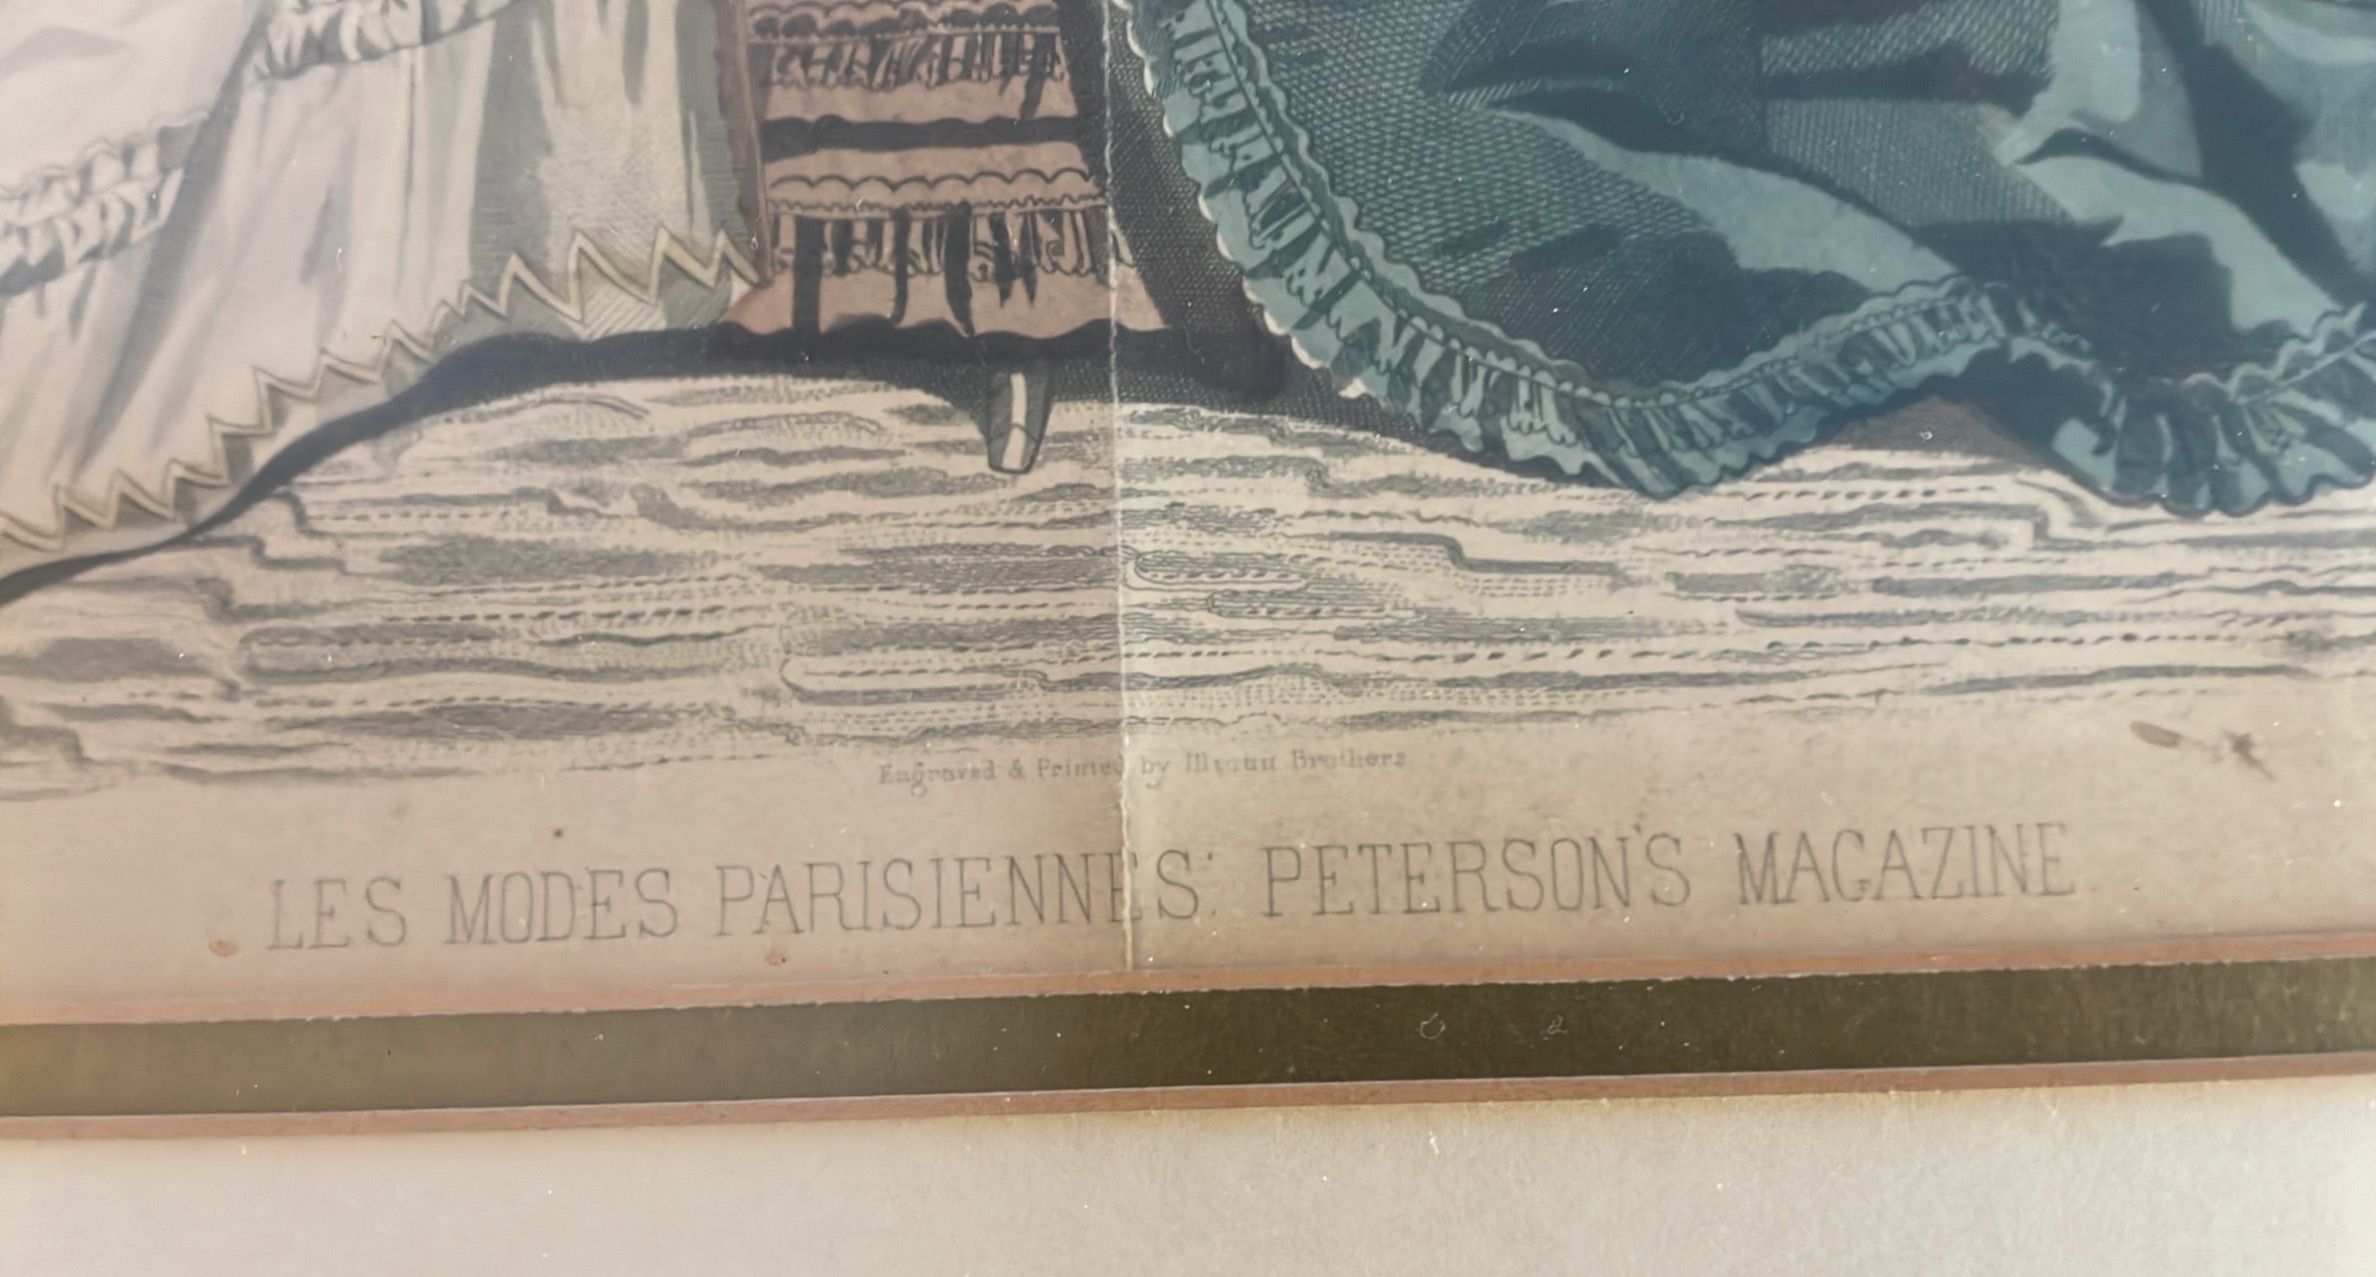 Engraved & Printed by Illman Brothers
LES MODES PARISIENNES: PETERSON'S MAGAZINE